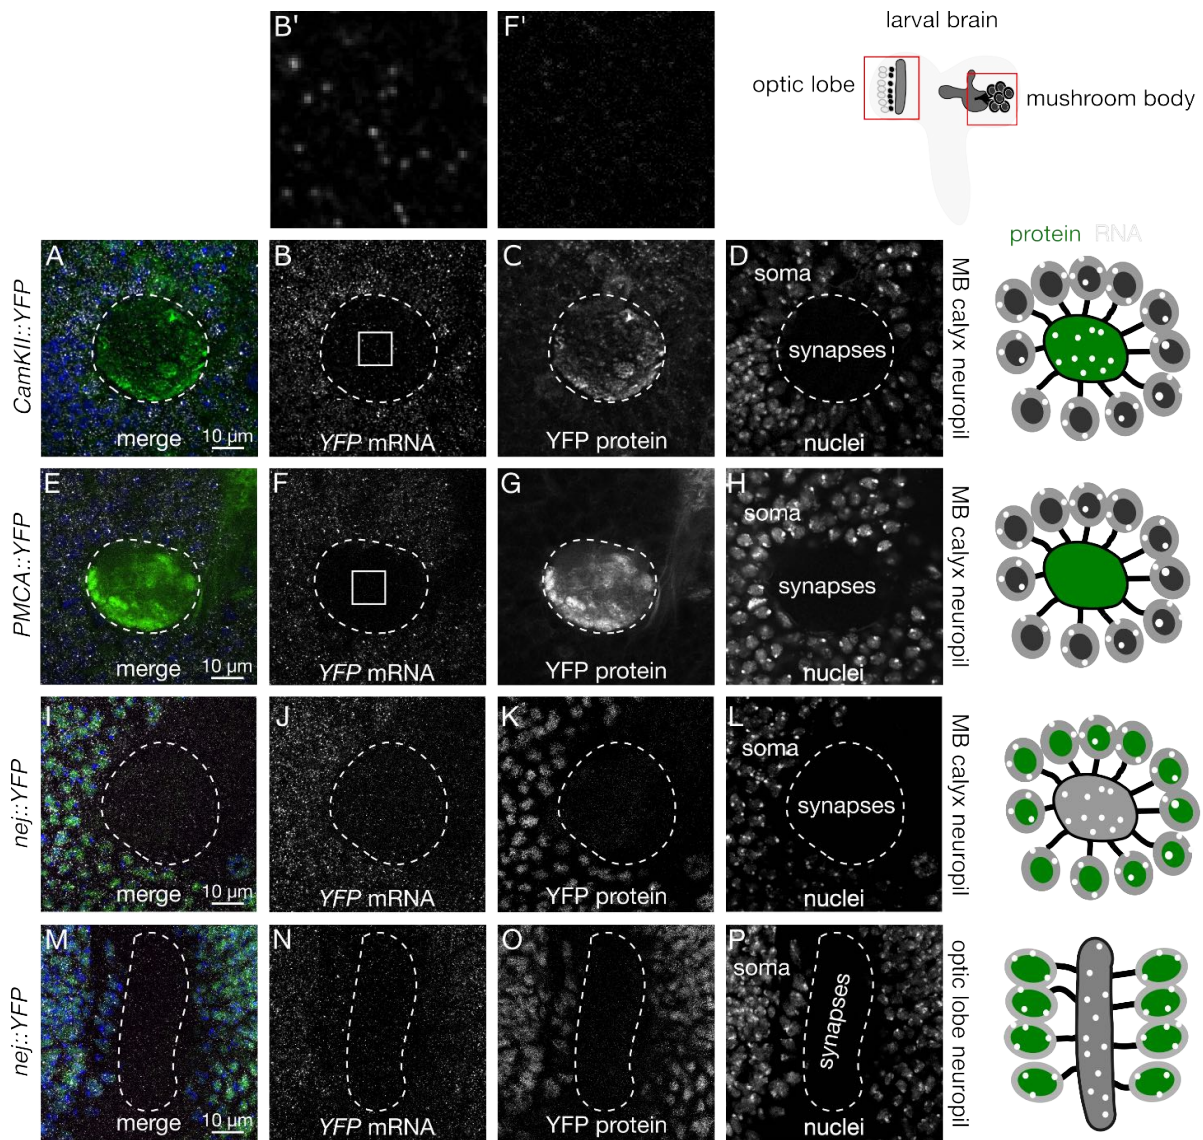 B'
F'
larval brain
optic lobe
mushroom body
protein RNA
CamKII::YFP
A
merge
10 µm
B
YFP mRNA
C
YFP protein
D
soma
synapses
nuclei
MB calyx neuropil
PMCA::YFP
E
merge
10 µm
F
YFP mRNA
G
YFP protein
H
soma
synapses
nuclei
MB calyx neuropil
nej::YFP
I
merge
10 µm
J
YFP mRNA
K
YFP protein
L
soma
synapses
nuclei
MB calyx neuropil
nej::YFP
M
merge
10 µm
N
YFP mRNA
O
YFP protein
P
soma
synapses
nuclei
optic lobe neuropil